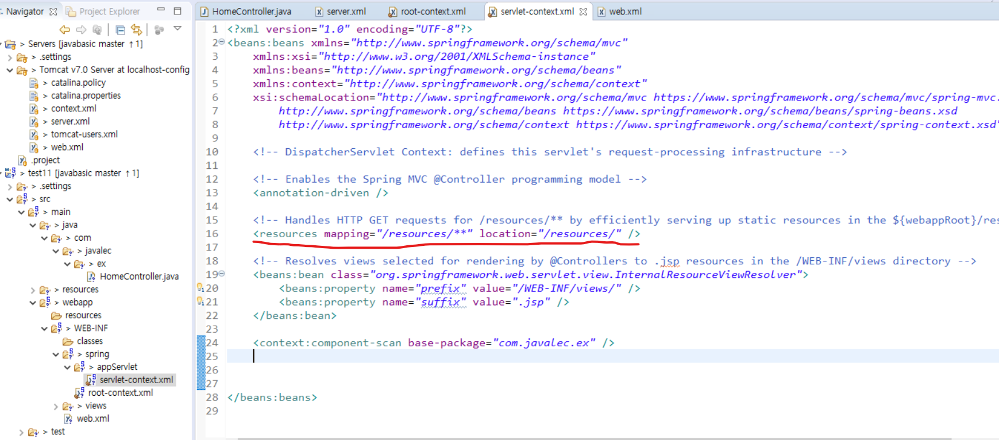 Navigator
Project Explorer
> Servers [javabasic master ↑1]
> .settings
> Tomcat v7.0 Server at localhost-config
> catalina.policy
> catalina.properties
> context.xml
> server.xml
> tomcat-users.xml
> web.xml
.project
> test11 [javabasic master ↑1]
> .settings
> src
> main
> java
> com
> javalec
> ex
HomeController.java
> resources
> webapp
resources
> WEB-INF
classes
> spring
> appServlet
servlet-context.xml
root-context.xml
> views
web.xml
> test
HomeController.java
server.xml
root-context.xml
servlet-context.xml
web.xml
1 <?xml version="1.0" encoding="UTF-8"?>
2 <beans:beans xmlns="http://www.springframework.org/schema/mvc"
3 xmlns:xsi="http://www.w3.org/2001/XMLSchema-instance"
4 xmlns:beans="http://www.springframework.org/schema/beans"
5 xmlns:context="http://www.springframework.org/schema/context"
6 xsi:schemaLocation="http://www.springframework.org/schema/mvc https://www.springframework.org/schema/mvc/spring-mvc.
7 http://www.springframework.org/schema/beans https://www.springframework.org/schema/beans/spring-beans.xsd
8 http://www.springframework.org/schema/context https://www.springframework.org/schema/context/spring-context.xsd"
9
10 <!-- DispatcherServlet Context: defines this servlet's request-processing infrastructure -->
11
12 <!-- Enables the Spring MVC @Controller programming model -->
13 <annotation-driven />
14
15 <!-- Handles HTTP GET requests for /resources/** by efficiently serving up static resources in the ${webappRoot}/res
16 <resources mapping="/resources/**" location="/resources/" />
17
18 <!-- Resolves views selected for rendering by @Controllers to .jsp resources in the /WEB-INF/views directory -->
19 <beans:bean class="org.springframework.web.servlet.view.InternalResourceViewResolver">
20 <beans:property name="prefix" value="/WEB-INF/views/" />
21 <beans:property name="suffix" value=".jsp" />
22 </beans:bean>
23
24 <context:component-scan base-package="com.javalec.ex" />
25
26
27
28 </beans:beans>
29